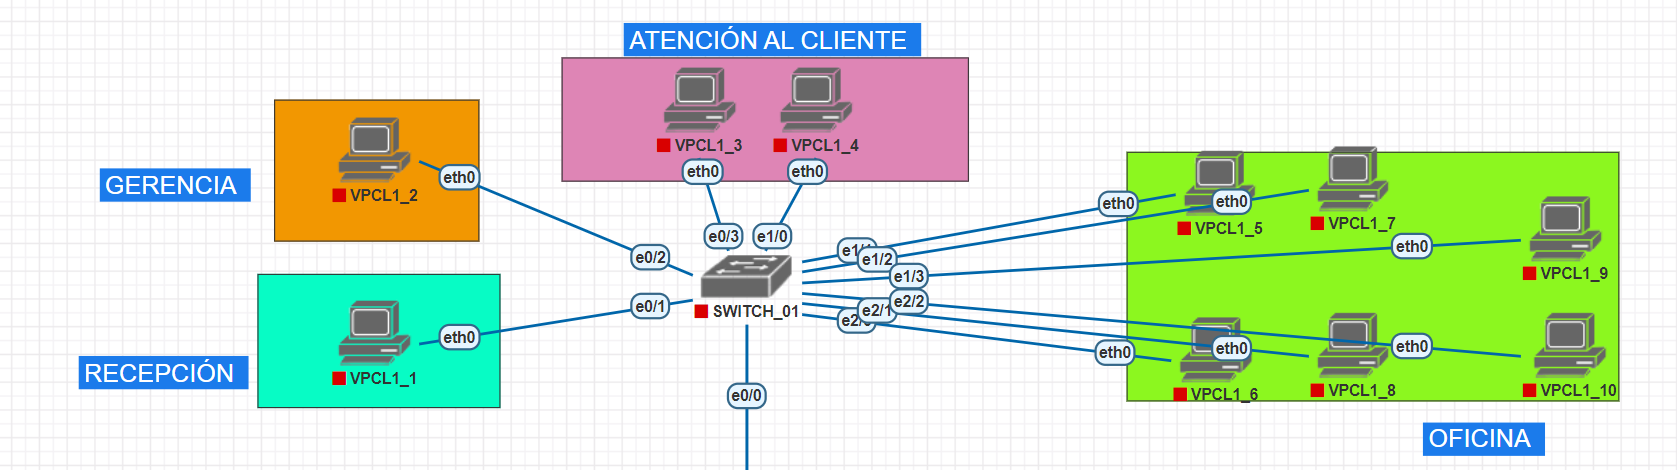 ATENCIÓN AL CLIENTE
VPCL1_3
VPCL1_4
eth0
eth0
GERENCIA
VPCL1_2
eth0
RECEPCIÓN
VPCL1_1
eth0
e0/3
e1/0
e0/2
e0/1
SWITCH_01
e0/0
e1/2
e1/3
e2/2
e2/1
eth0
eth0
eth0
eth0
eth0
eth0
VPCL1_5
VPCL1_7
VPCL1_9
VPCL1_6
VPCL1_8
VPCL1_10
OFICINA